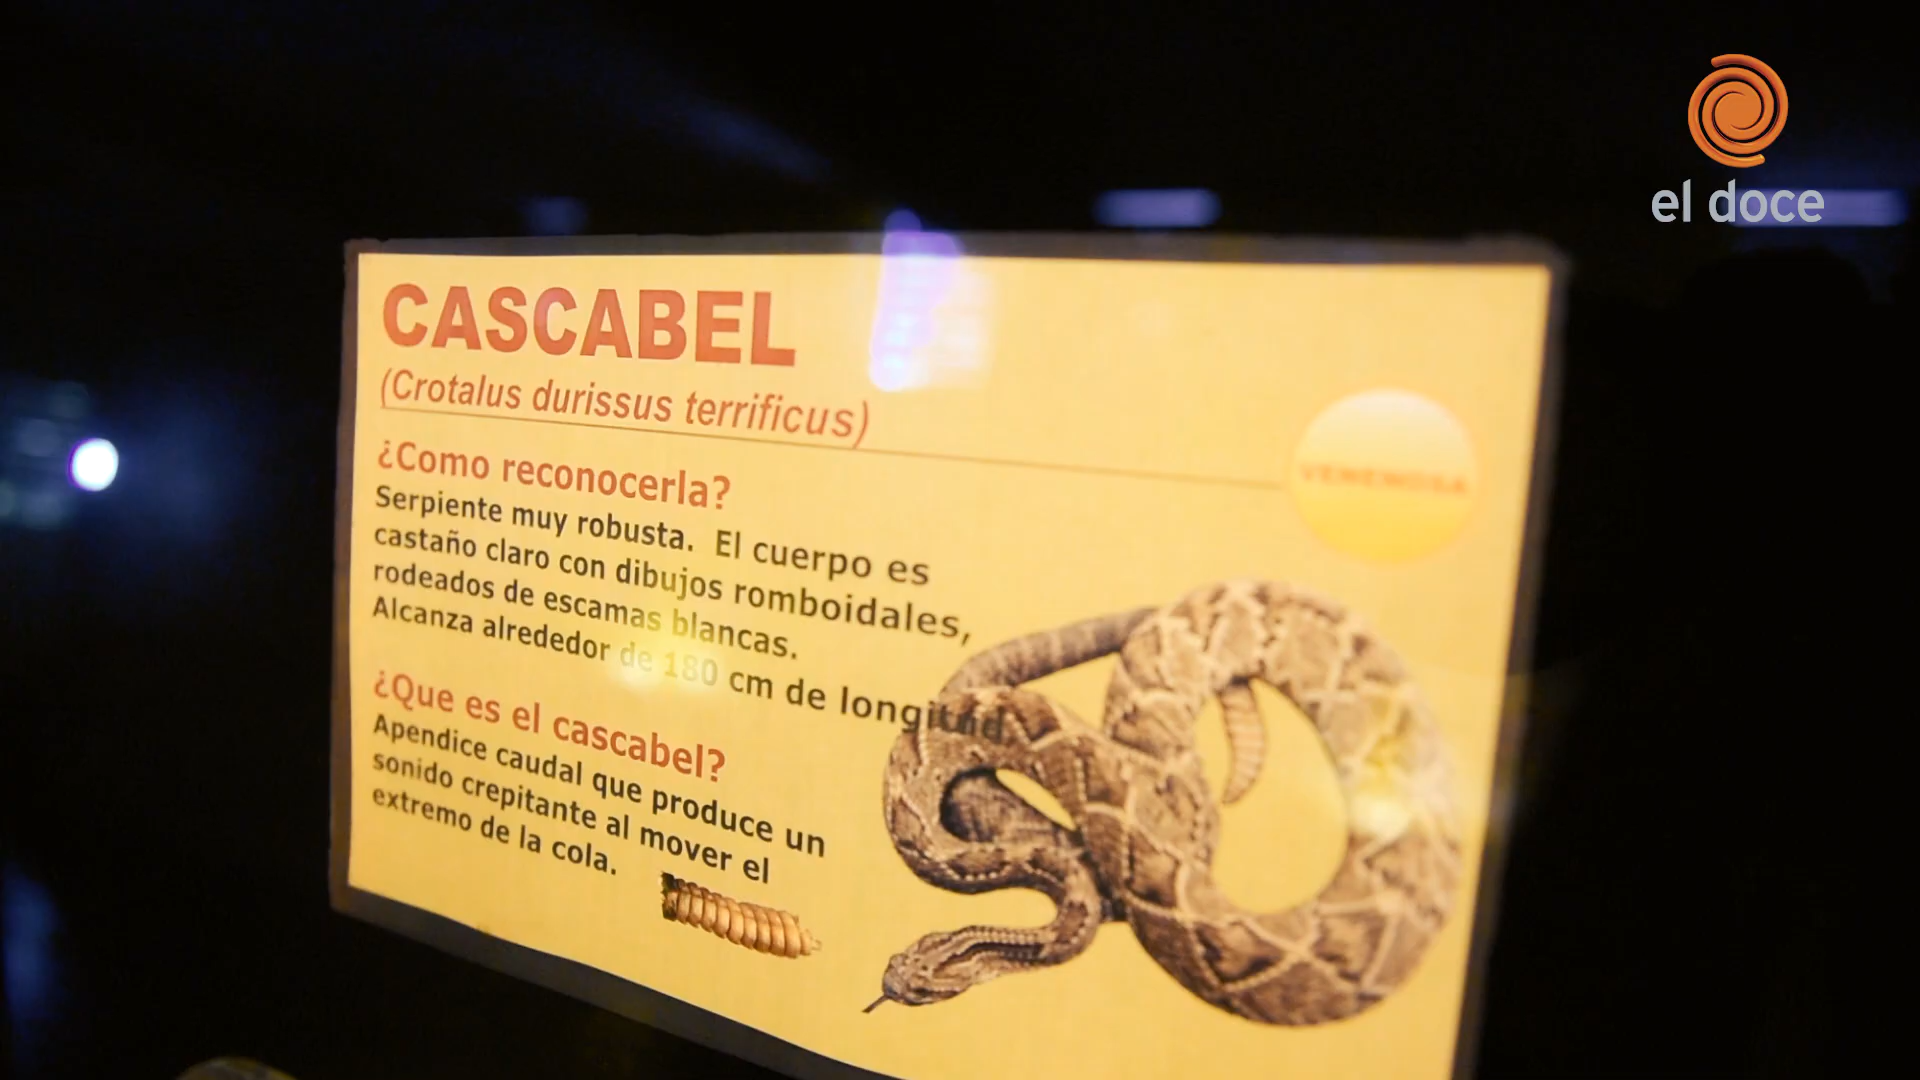 el doce
CASCABEL
(Crotalus durissus terrificus)
VENENOSA
¿Como reconocerla?
Serpiente muy robusta. El cuerpo es
castaño claro con dibujos romboidales,
rodeados de escamas blancas.
Alcanza alrededor de 180 cm de longitud.
¿Que es el cascabel?
Apendice caudal que produce un
sonido crepitante al mover el
extremo de la cola.